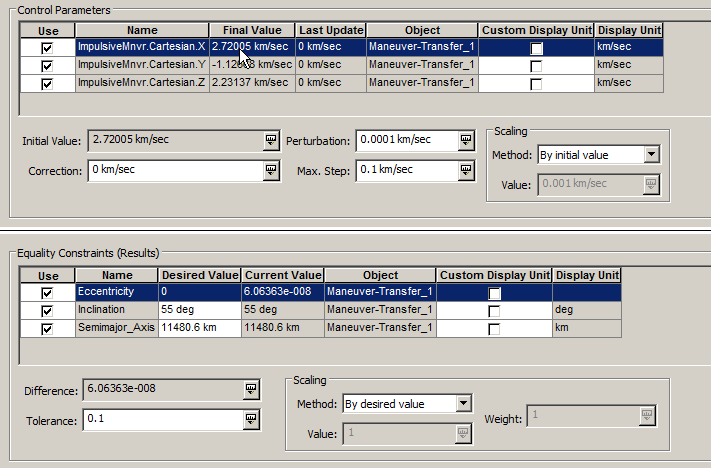 Control Parameters
Use Name Final Value Last Update Object Custom Display Unit Display Unit
ImpulsiveMnvr.Cartesian.X 2.72005 km/sec 0 km/sec Maneuver-Transfer_1 km/sec
ImpulsiveMnvr.Cartesian.Y km/sec 0 km/sec Maneuver-Transfer_1 km/sec
ImpulsiveMnvr.Cartesian.Z 2.23137 km/sec 0 km/sec Maneuver-Transfer_1 km/sec
Initial Value: 2.72005 km/sec Perturbation: 0.0001 km/sec Scaling
Method: By initial value
Correction: 0 km/sec Max. Step: 0.1 km/sec
Value: 0.001 km/sec
Equality Constraints (Results)
Use Name Desired Value Current Value Object Custom Display Unit Display Unit
Eccentricity 0 6.06363e-008 Maneuver-Transfer_1
Inclination 55 deg 55 deg Maneuver-Transfer_1 deg
Semimajor_Axis 11480.6 km 11480.6 km Maneuver-Transfer_1 km
Difference: 6.06363e-008 Scaling
Method: By desired value
Tolerance: 0.1 Weight: 1
Value: 1